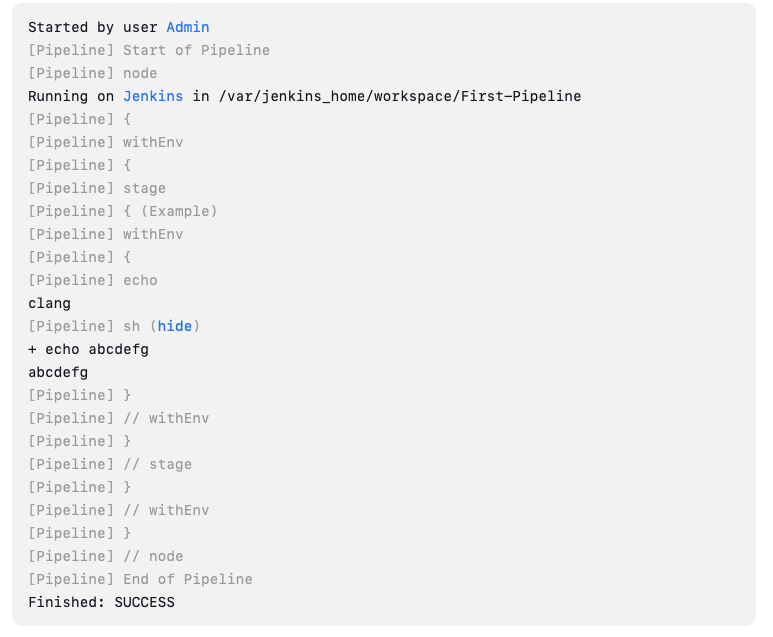 Started by user Admin
[Pipeline] Start of Pipeline
[Pipeline] node
Running on Jenkins in /var/jenkins_home/workspace/First-Pipeline
[Pipeline] {
[Pipeline] withEnv
[Pipeline] {
[Pipeline] stage
[Pipeline] { (Example)
[Pipeline] withEnv
[Pipeline] {
[Pipeline] echo
clang
[Pipeline] sh (hide)
+ echo abcdefg
abcdefg
[Pipeline] }
[Pipeline] // withEnv
[Pipeline] }
[Pipeline] // stage
[Pipeline] }
[Pipeline] // withEnv
[Pipeline] }
[Pipeline] // node
[Pipeline] End of Pipeline
Finished: SUCCESS